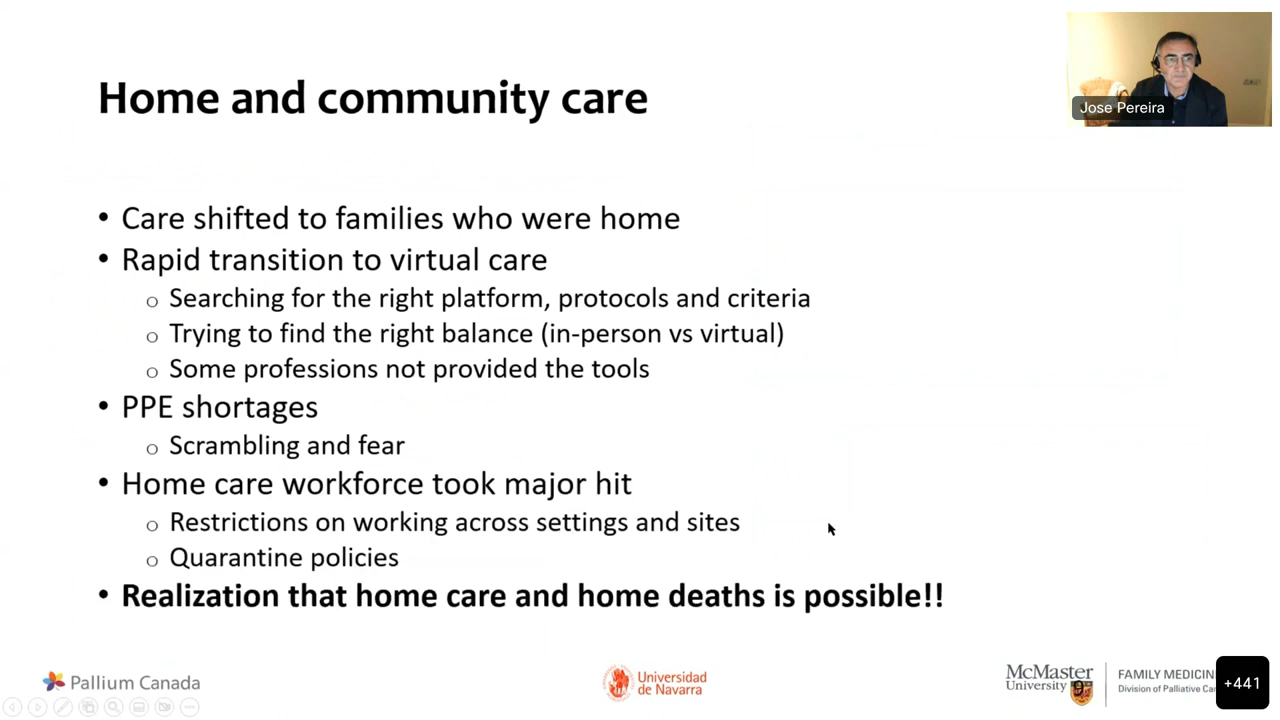 Home and community care
Jose Pereira
• Care shifted to families who were home
• Rapid transition to virtual care
o Searching for the right platform, protocols and criteria
o Trying to find the right balance (in-person vs virtual)
o Some professions not provided the tools
• PPE shortages
o Scrambling and fear
• Home care workforce took major hit
o Restrictions on working across settings and sites
o Quarantine policies
• Realization that home care and home deaths is possible!!
Pallium Canada
Universidad
de Navarra
McMaster
University
FAMILY MEDICIN
Division of Palliative Car
+441